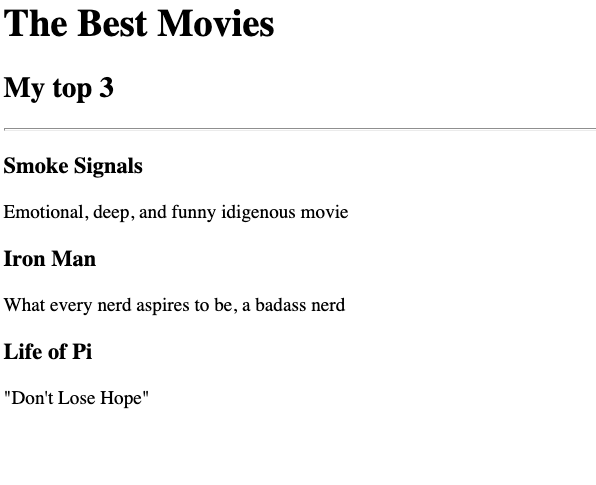 The Best Movies
My top 3
Smoke Signals
Emotional, deep, and funny idigenous movie
Iron Man
What every nerd aspires to be, a badass nerd
Life of Pi
"Don't Lose Hope"